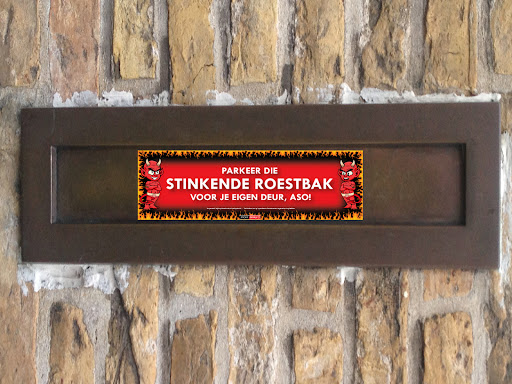 PARKEER DIE
STINKENDE ROESTBAK
VOOR JE EIGEN DEUR, ASO!